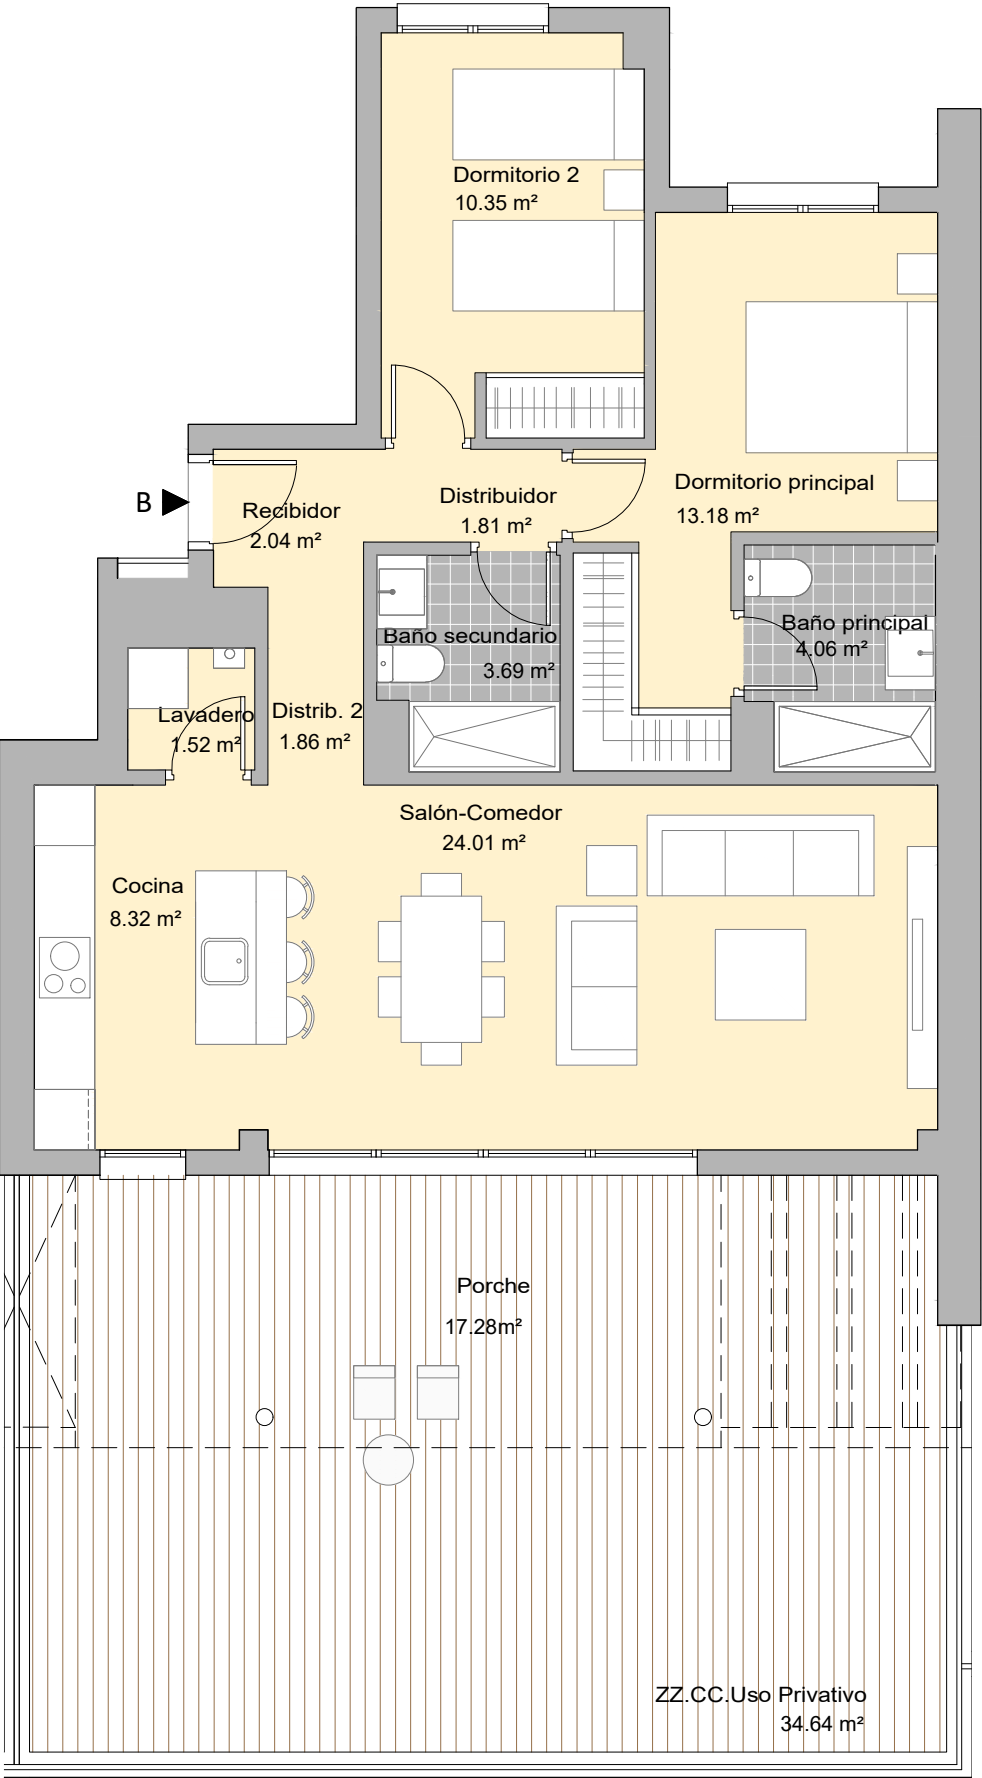 Dormitorio 2
10.35 m²
Dormitorio principal
13.18 m²
B
Recibidor
2.04 m²
Distribuidor
1.81 m²
Baño secundario
3.69 m²
Baño principal
4.06 m²
Lavadero
1.52 m²
Distrib. 2
1.86 m²
Salón-Comedor
24.01 m²
Cocina
8.32 m²
Porche
17.28m²
ZZ.CC.Uso Privativo
34.64 m²